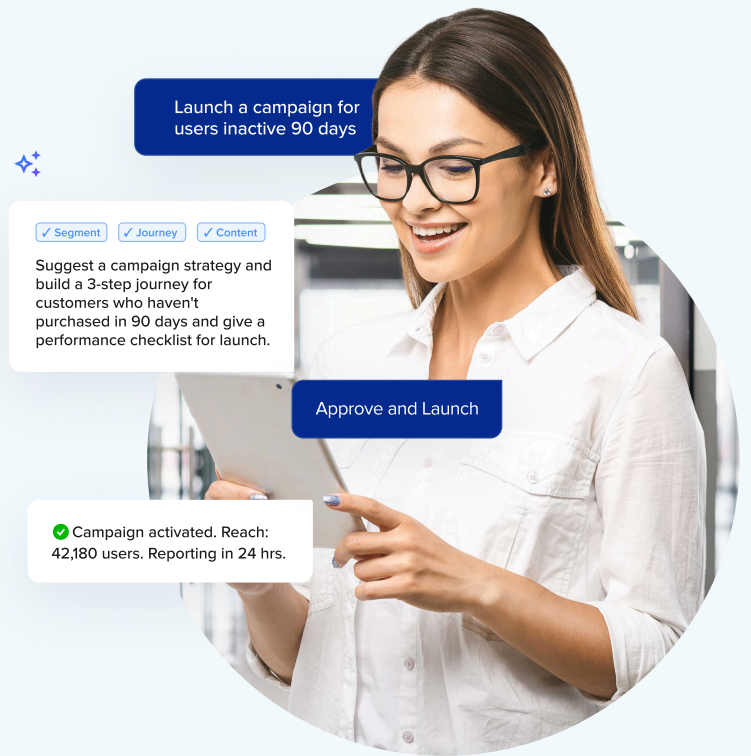 Launch a campaign for
users inactive 90 days
✓ Segment ✓ Journey ✓ Content
Suggest a campaign strategy and
build a 3-step journey for
customers who haven't
purchased in 90 days and give a
performance checklist for launch.
Approve and Launch
Campaign activated. Reach:
42,180 users. Reporting in 24 hrs.